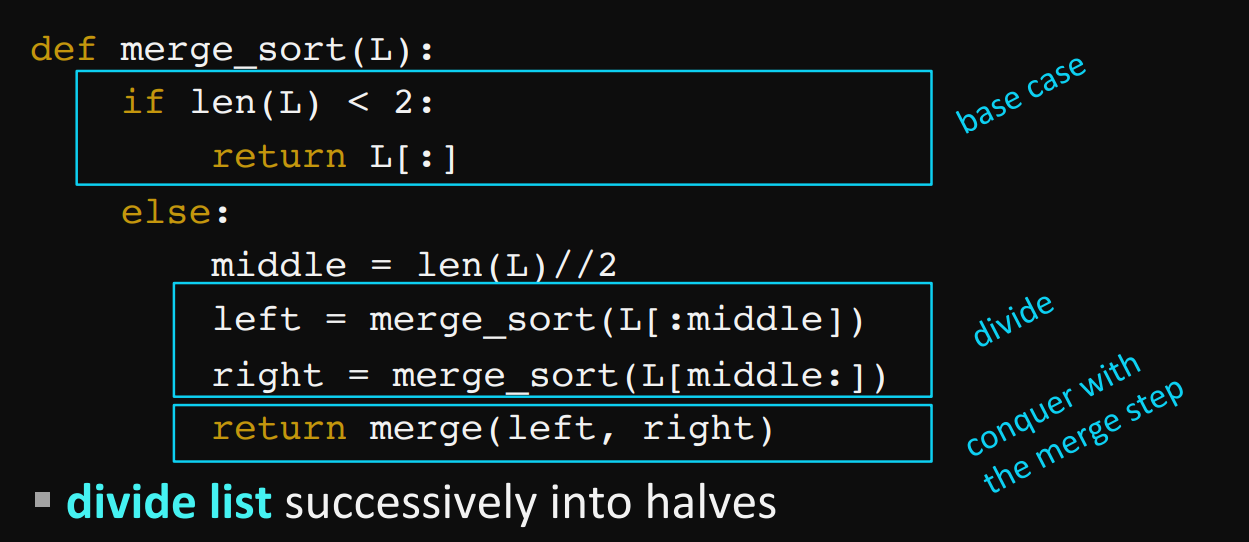 def merge_sort(L):
    if len(L) < 2:
        return L[:]
    else:
        middle = len(L)//2
        left = merge_sort(L[:middle])
        right = merge_sort(L[middle:])
        return merge(left, right)
base case
divide
conquer with
the merge step
▪ divide list successively into halves